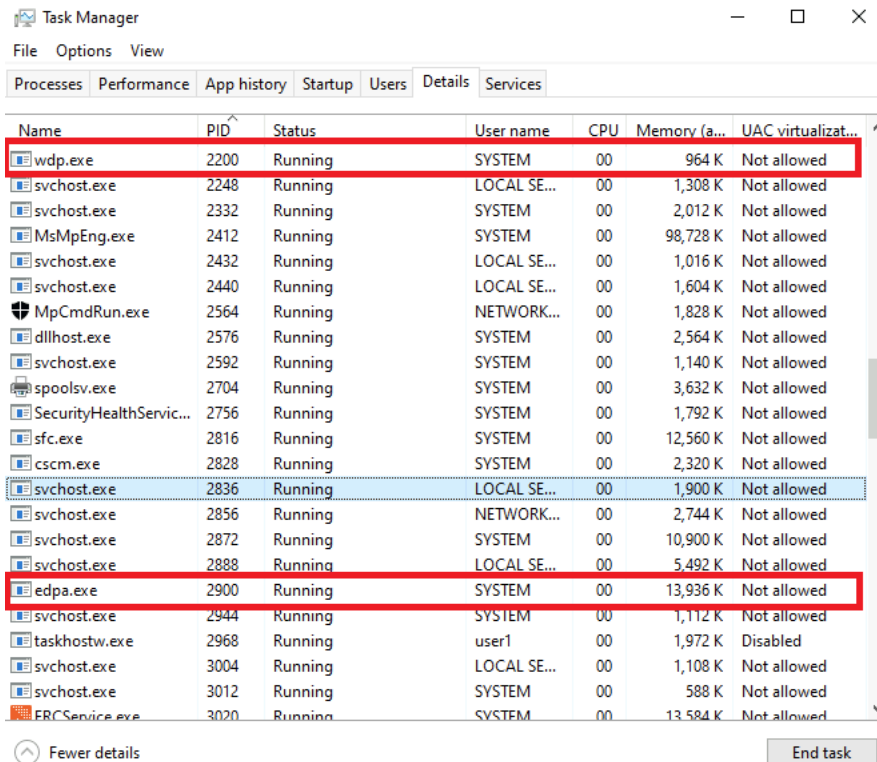 Task Manager
File Options View
Processes Performance App history Startup Users Details Services
Name PID Status User name CPU Memory (a... UAC virtualizat...
wdp.exe 2200 Running SYSTEM 00 964 K Not allowed
svchost.exe 2248 Running LOCAL SE... 00 1,308 K Not allowed
svchost.exe 2332 Running SYSTEM 00 2,012 K Not allowed
MsMpEng.exe 2412 Running SYSTEM 00 98,728 K Not allowed
svchost.exe 2432 Running LOCAL SE... 00 1,016 K Not allowed
svchost.exe 2440 Running LOCAL SE... 00 1,604 K Not allowed
MpCmdRun.exe 2564 Running NETWORK... 00 1,828 K Not allowed
dllhost.exe 2576 Running SYSTEM 00 2,564 K Not allowed
svchost.exe 2592 Running SYSTEM 00 1,140 K Not allowed
spoolsv.exe 2704 Running SYSTEM 00 3,632 K Not allowed
SecurityHealthServic... 2756 Running SYSTEM 00 1,792 K Not allowed
sfc.exe 2816 Running SYSTEM 00 12,560 K Not allowed
cscm.exe 2828 Running SYSTEM 00 2,320 K Not allowed
svchost.exe 2836 Running LOCAL SE... 00 1,900 K Not allowed
svchost.exe 2856 Running NETWORK... 00 2,744 K Not allowed
svchost.exe 2872 Running SYSTEM 00 10,900 K Not allowed
svchost.exe 2888 Running LOCAL SE... 00 5,492 K Not allowed
edpa.exe 2900 Running SYSTEM 00 13,936 K Not allowed
svchost.exe 2944 Running SYSTEM 00 1,112 K Not allowed
taskhostw.exe 2968 Running user1 00 1,972 K Disabled
svchost.exe 3004 Running LOCAL SE... 00 1,108 K Not allowed
svchost.exe 3012 Running SYSTEM 00 588 K Not allowed
3020 Running SYSTEM 00 13,584 K Not allowed
Fewer details End task